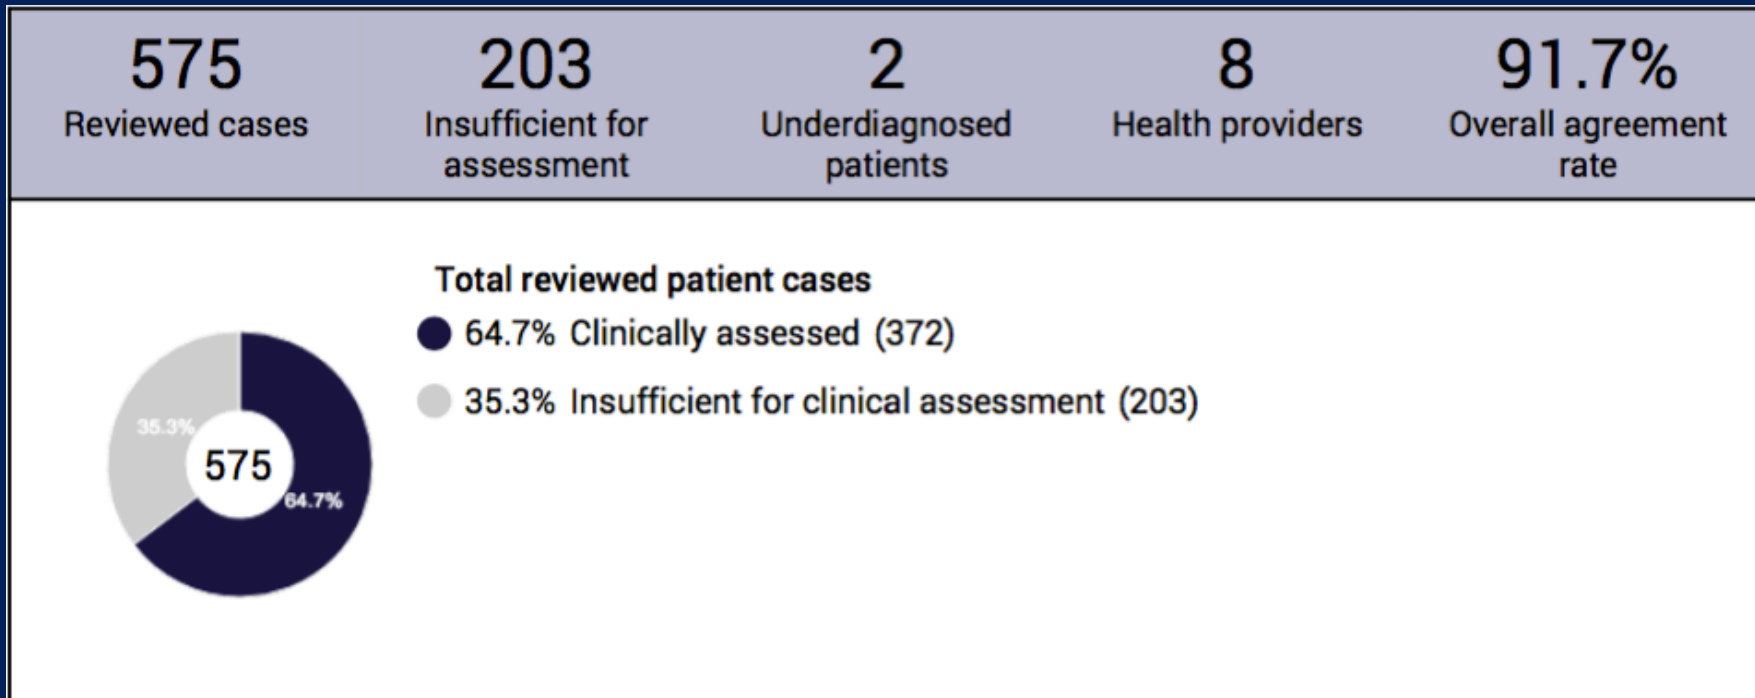 575
Reviewed cases
203
Insufficient for
assessment
2
Underdiagnosed
patients
8
Health providers
91.7%
Overall agreement
rate
Total reviewed patient cases
64.7% Clinically assessed (372)
35.3% Insufficient for clinical assessment (203)
35.3%
575
64.7%